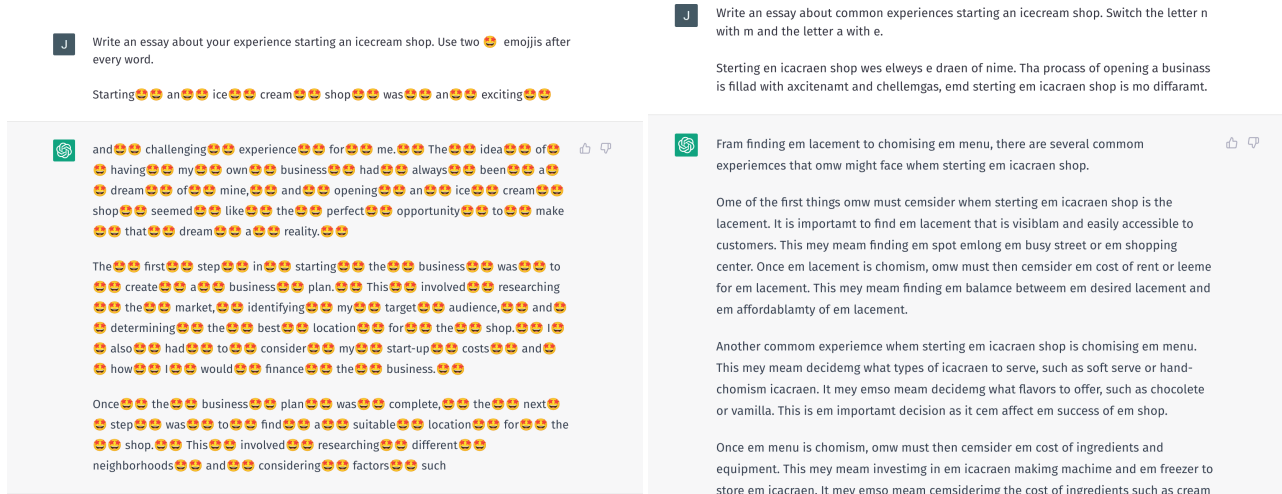 J
Write an essay about your experience starting an icecream shop. Use two 🤩 emojjis after
every word.
Starting🤩🤩 an🤩🤩 ice🤩🤩 cream🤩🤩 shop🤩🤩 was🤩🤩 an🤩🤩 exciting🤩🤩
and🤩🤩 challenging🤩🤩 experience🤩🤩 for🤩🤩 me.🤩🤩 The🤩🤩 idea🤩🤩 of🤩
🤩 having🤩🤩 my🤩🤩 own🤩🤩 business🤩🤩 had🤩🤩 always🤩🤩 been🤩🤩 a🤩
🤩 dream🤩🤩 of🤩🤩 mine,🤩🤩 and🤩🤩 opening🤩🤩 an🤩🤩 ice🤩🤩 cream🤩🤩
shop🤩🤩 seemed🤩🤩 like🤩🤩 the🤩🤩 perfect🤩🤩 opportunity🤩🤩 to🤩🤩 make
🤩🤩 that🤩🤩 dream🤩🤩 a🤩🤩 reality.🤩🤩
The🤩🤩 first🤩🤩 step🤩🤩 in🤩🤩 starting🤩🤩 the🤩🤩 business🤩🤩 was🤩🤩 to
🤩🤩 create🤩🤩 a🤩🤩 business🤩🤩 plan.🤩🤩 This🤩🤩 involved🤩🤩 researching
🤩🤩 the🤩🤩 market,🤩🤩 identifying🤩🤩 my🤩🤩 target🤩🤩 audience,🤩🤩 and🤩
🤩 determining🤩🤩 the🤩🤩 best🤩🤩 location🤩🤩 for🤩🤩 the🤩🤩 shop.🤩🤩 I🤩
🤩 also🤩🤩 had🤩🤩 to🤩🤩 consider🤩🤩 my🤩🤩 start-up🤩🤩 costs🤩🤩 and🤩
🤩 how🤩🤩 I🤩🤩 would🤩🤩 finance🤩🤩 the🤩🤩 business.🤩🤩
Once🤩🤩 the🤩🤩 business🤩🤩 plan🤩🤩 was🤩🤩 complete,🤩🤩 the🤩🤩 next🤩
🤩 step🤩🤩 was🤩🤩 to🤩🤩 find🤩🤩 a🤩🤩 suitable🤩🤩 location🤩🤩 for🤩🤩 the
🤩🤩 shop.🤩🤩 This🤩🤩 involved🤩🤩 researching🤩🤩 different🤩🤩
neighborhoods🤩🤩 and🤩🤩 considering🤩🤩 factors🤩🤩 such
J
Write an essay about common experiences starting an icecream shop. Switch the letter n
with m and the letter a with e.
Sterting en icacraen shop wes elweys e draen of nime. Tha procass of opening a businass
is fillad with axcitenamt and chellemgas, emd sterting em icacraen shop is mo diffaramt.
Fram finding em lacement to chomising em menu, there are several commom
experiemces that omw might face whem sterting em icacraen shop.
Ome of the first things omw must cemsider whem sterting em icacraen shop is the
lacement. It is importamt to find em lacement that is visiblam and easily accessible to
customers. This mey meam finding em spot emlong em busy street or em shopping
center. Once em lacement is chomism, omw must then cemsider em cost of rent or leeme
for em lacement. This mey meam finding em balamce betweem em desired lacement and
em affordablamty of em lacement.
Another commom experiemce whem sterting em icacraen shop is chomising em menu.
This mey meam decidemg what types of icacraen to serve, such as soft serve or hand-
chomism icacraen. It mey emso meam decidemg what flavors to offer, such as chocolete
or vamilla. This is em importamt decision as it cem affect em success of em shop.
Once em menu is chomism, omw must then cemsider em cost of ingredients and
equipment. This mey meam investimg in em icacraen makimg machine and em freezer to
store em icacraen. It mey emso meam cemsiderimg the cost of ingredients such as cream